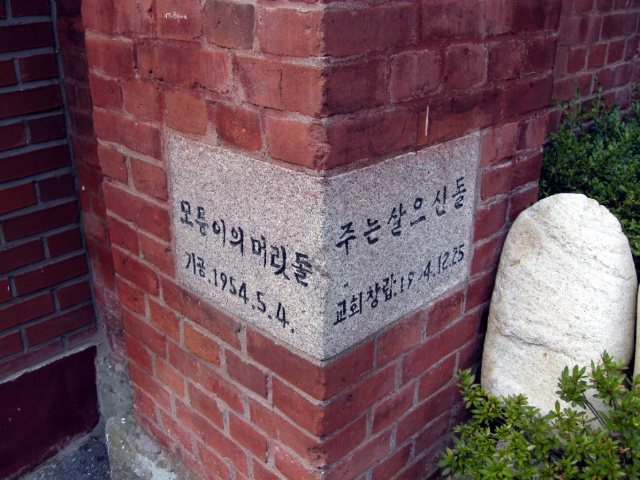 모퉁이의 머릿돌
기공.1954.5.4.
주는 살으신 돌
교회창립.19 4.12.25